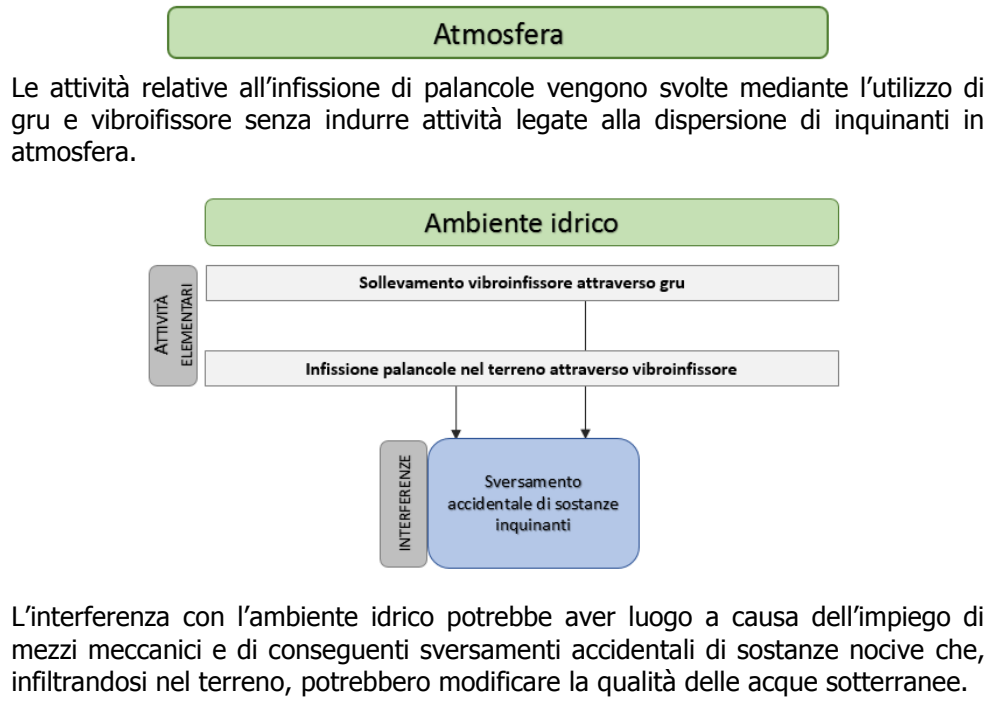 Atmosfera
Le attività relative all’infissione di palancole vengono svolte mediante l’utilizzo di
gru e vibroifissore senza indurre attività legate alla dispersione di inquinanti in
atmosfera.
Ambiente idrico
ATTIVITÀ
ELEMENTARI
Sollevamento vibroinfissore attraverso gru
Infissione palancole nel terreno attraverso vibroinfissore
INTERFERENZE
Sversamento
accidentale di sostanze
inquinanti
L’interferenza con l’ambiente idrico potrebbe aver luogo a causa dell’impiego di
mezzi meccanici e di conseguenti sversamenti accidentali di sostanze nocive che,
infiltrandosi nel terreno, potrebbero modificare la qualità delle acque sotterranee.